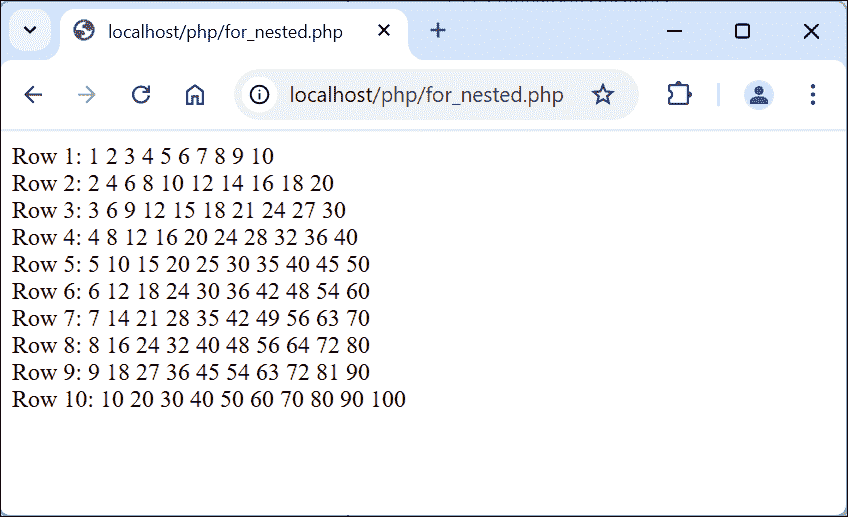 localhost/php/for_nested.php
localhost/php/for_nested.php
Row 1: 1 2 3 4 5 6 7 8 9 10
Row 2: 2 4 6 8 10 12 14 16 18 20
Row 3: 3 6 9 12 15 18 21 24 27 30
Row 4: 4 8 12 16 20 24 28 32 36 40
Row 5: 5 10 15 20 25 30 35 40 45 50
Row 6: 6 12 18 24 30 36 42 48 54 60
Row 7: 7 14 21 28 35 42 49 56 63 70
Row 8: 8 16 24 32 40 48 56 64 72 80
Row 9: 9 18 27 36 45 54 63 72 81 90
Row 10: 10 20 30 40 50 60 70 80 90 100